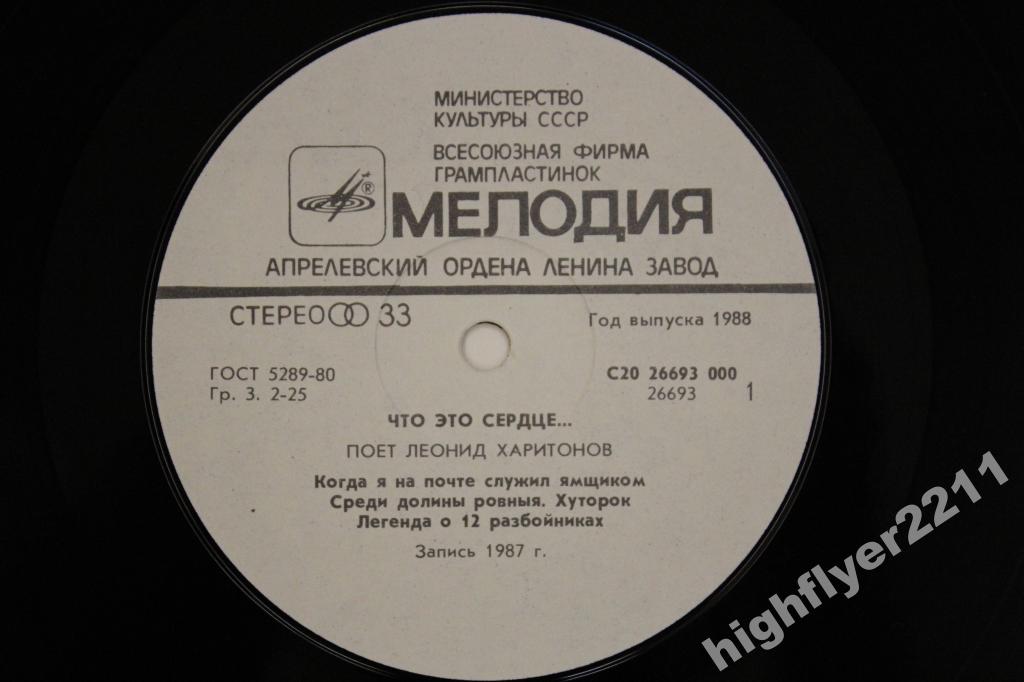 МИНИСТЕРСТВО
КУЛЬТУРЫ СССР
ВСЕСОЮЗНАЯ ФИРМА
ГРАМПЛАСТИНОК
®
МЕЛОДИЯ
АПРЕЛЕВСКИЙ ОРДЕНА ЛЕНИНА ЗАВОД
СТЕРЕО 33
Год выпуска 1988
ГОСТ 5289-80
Гр. 3. 2-25
С20 26693 000
26693 1
ЧТО ЭТО СЕРДЦЕ...
ПОЕТ ЛЕОНИД ХАРИТОНОВ
Когда я на почте служил ямщиком
Среди долины ровныя. Хуторок
Легенда о 12 разбойниках
Запись 1987 г.
highflyer2211